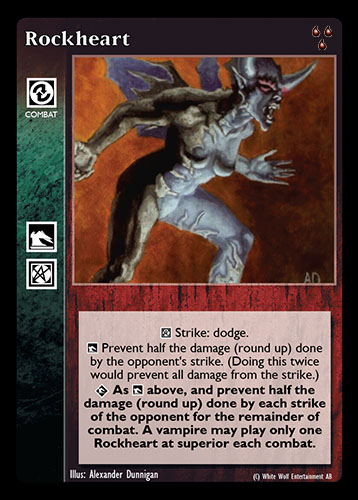 Rockheart
COMBAT
AD
Strike: dodge.
Prevent half the damage (round up) done
by the opponent's strike. (Doing this twice
would prevent all damage from the strike.)
As above, and prevent half the
damage (round up) done by each strike
of the opponent for the remainder of
combat. A vampire may play only one
Rockheart at superior each combat.
Illus: Alexander Dunnigan
(C) White Wolf Entertainment AB